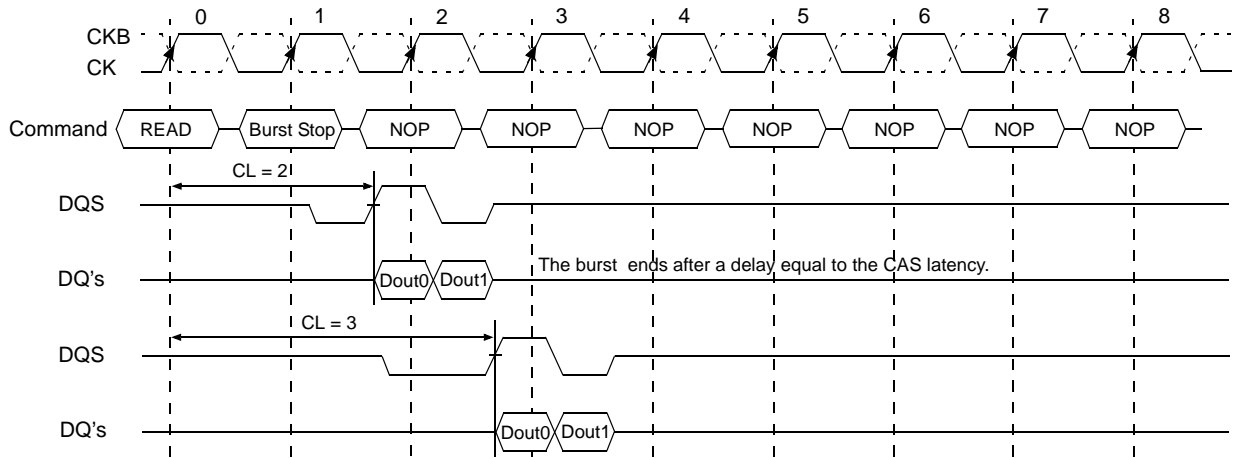 0 1 2 3 4 5 6 7 8
CKB
CK
Command READ Burst Stop NOP NOP NOP NOP NOP NOP NOP
CL = 2
DQS
DQ's Dout0 Dout1 The burst ends after a delay equal to the CAS latency.
CL = 3
DQS
DQ's Dout0 Dout1